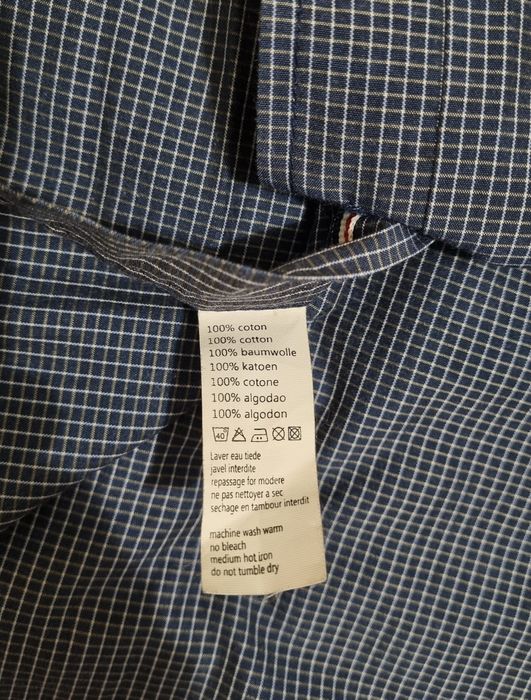 100% coton
100% cotton
100% baumwolle
100% katoen
100% cotone
100% algodao
100% algodon
40
Laver eau tiede
javel interdite
repassage for modere
ne pas nettoyer a sec
sechage en tambour interdit
machine wash warm
no bleach
medium hot iron
do not tumble dry